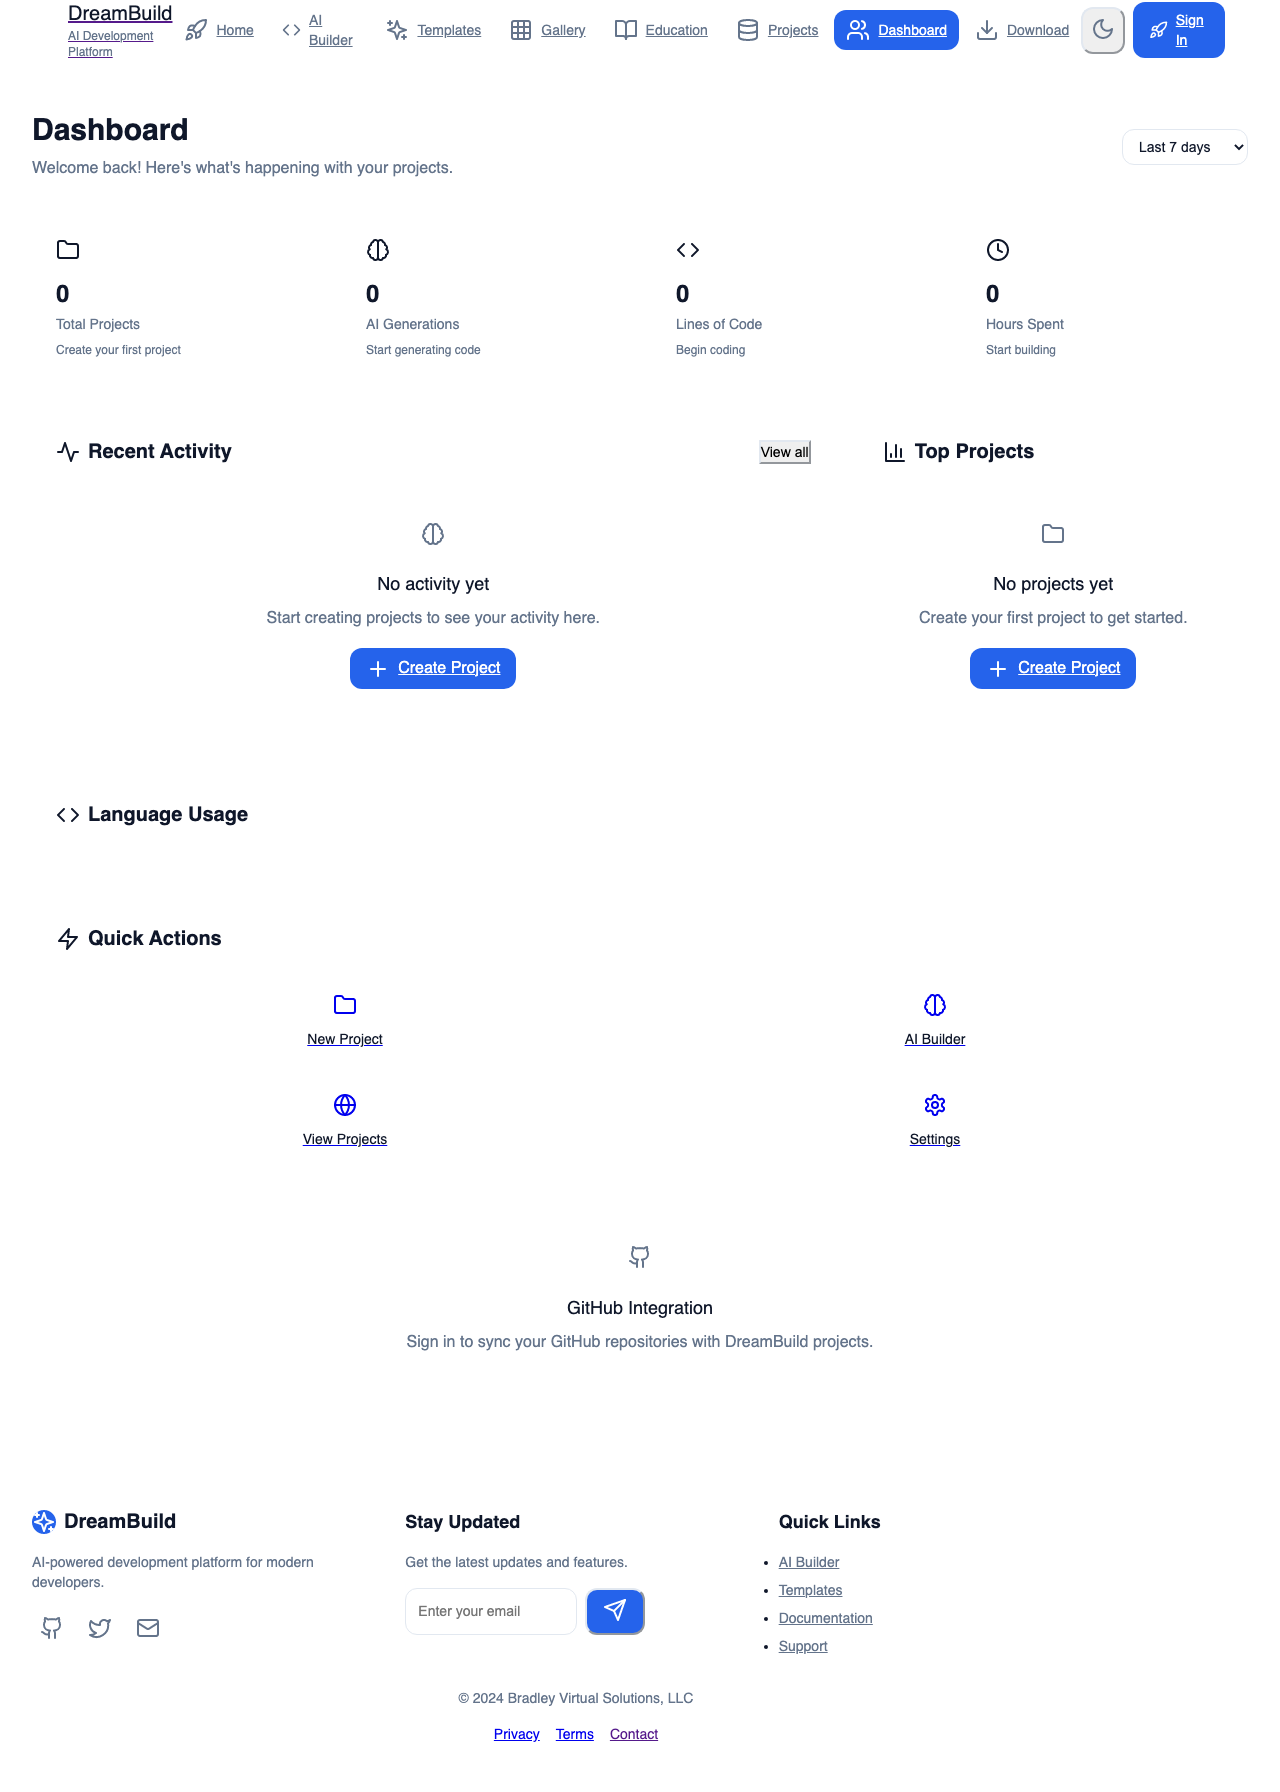 DreamBuild
AI Development
Platform
Home
AI
Builder
Templates
Gallery
Education
Projects
Dashboard
Download
Sign
In
Dashboard
Welcome back! Here's what's happening with your projects.
Last 7 days
0
Total Projects
Create your first project
0
AI Generations
Start generating code
0
Lines of Code
Begin coding
0
Hours Spent
Start building
Recent Activity
View all
No activity yet
Start creating projects to see your activity here.
Create Project
Top Projects
No projects yet
Create your first project to get started.
Create Project
Language Usage
Quick Actions
New Project
AI Builder
View Projects
Settings
GitHub Integration
Sign in to sync your GitHub repositories with DreamBuild projects.
DreamBuild
AI-powered development platform for modern
developers.
Stay Updated
Get the latest updates and features.
Enter your email
Quick Links
• AI Builder
• Templates
• Documentation
• Support
© 2024 Bradley Virtual Solutions, LLC
Privacy Terms Contact